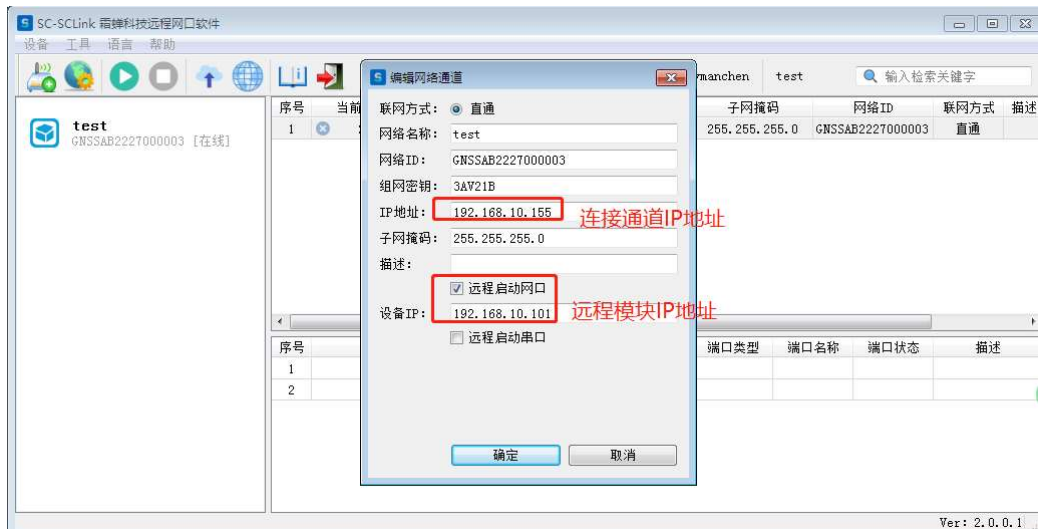 SC-SCLink 霜蝉科技远程网口软件
设备 工具 语言 帮助
manchen test 输入检索关键字
test
GNSSAB2227000003 [在线]
序号 当前 子网掩码 网络ID 联网方式 描述
1 255.255.255.0 GNSSAB2227000003 直通
编辑网络通道
联网方式: 直通
网络名称: test
网络ID: GNSSAB2227000003
组网密钥: 3AV21B
IP地址: 192.168.10.155
连接通道IP地址
子网掩码: 255.255.255.0
描述:
远程启动网口
设备IP: 192.168.10.101
远程模块IP地址
远程启动串口
确定 取消
序号 端口类型 端口名称 端口状态 描述
1
2
Ver: 2.0.0.1